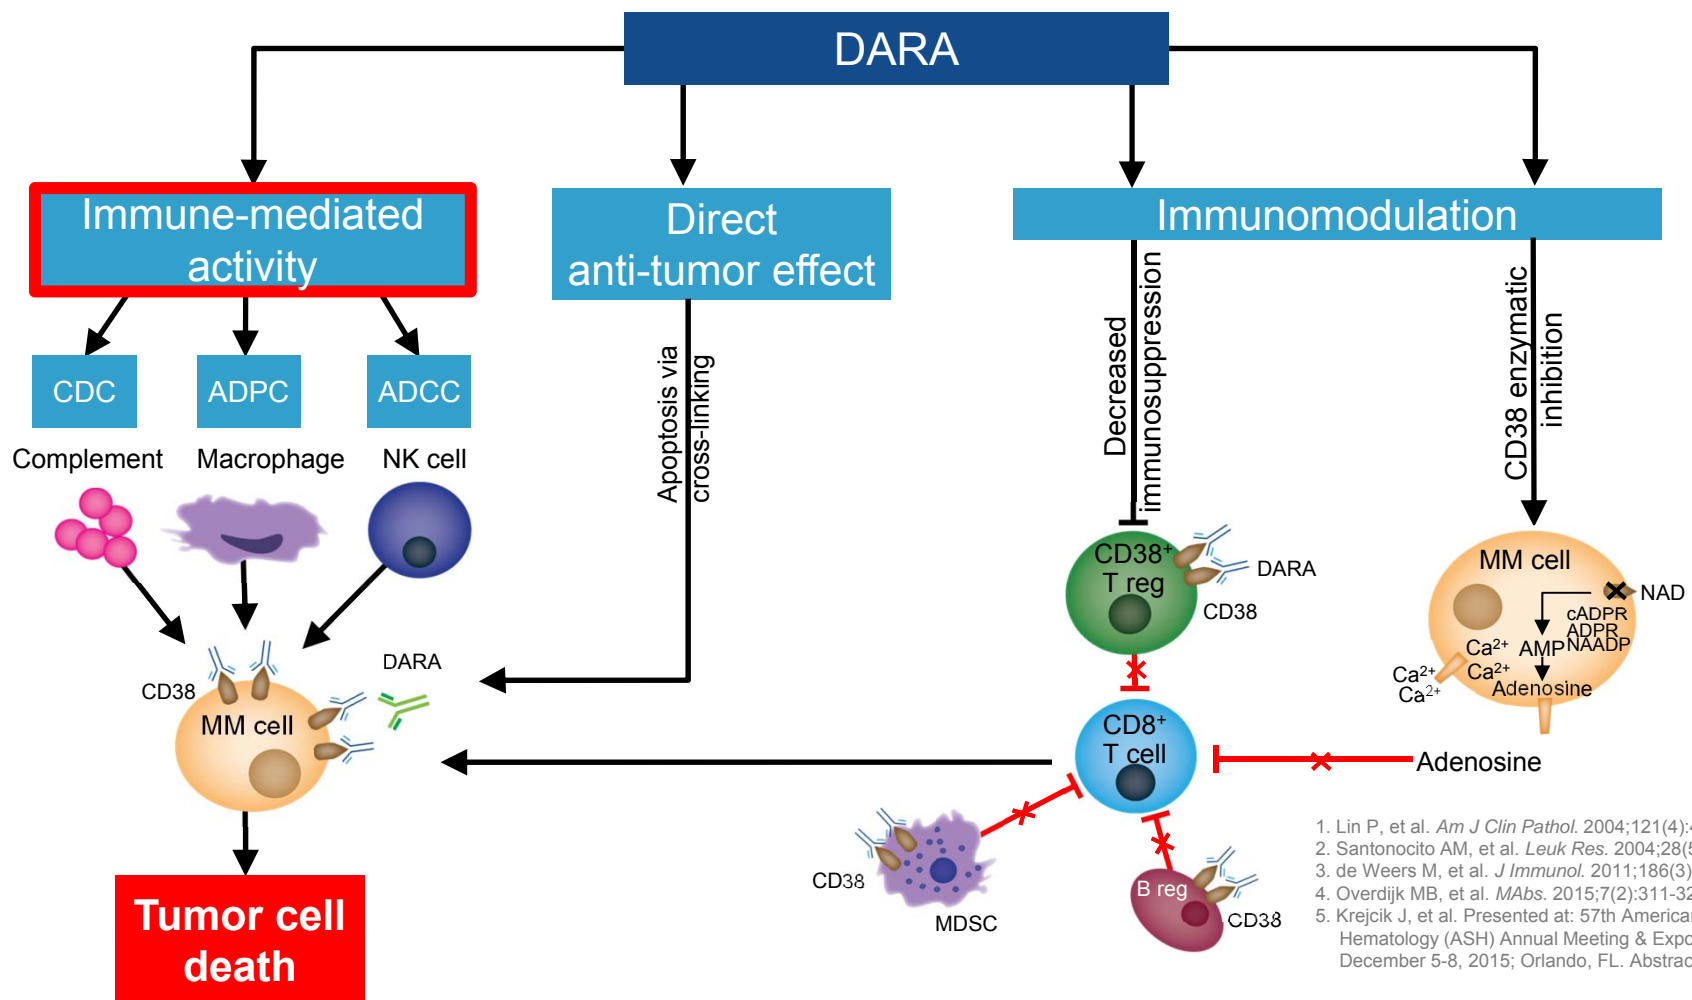 DARA
Immune-mediated
activity
Direct
anti-tumor effect
Immunomodulation
CDC
ADPC
ADCC
Complement
Macrophage
NK cell
Apoptosis via
cross-linking
Decreased
immunosuppression
CD38 enzymatic
inhibition
CD38+
T reg
DARA
CD38
MM cell
NAD
cADPR
ADPR
NAADP
AMP
Ca2+
Ca2+
Ca2+
Ca2+
Adenosine
DARA
CD38
MM cell
CD8+
T cell
Adenosine
CD38
MDSC
B reg
CD38
Tumor cell
death
1. Lin P, et al. Am J Clin Pathol. 2004;121(4):4
2. Santonocito AM, et al. Leuk Res. 2004;28(5
3. de Weers M, et al. J Immunol. 2011;186(3)
4. Overdijk MB, et al. MAbs. 2015;7(2):311-32
5. Krejcik J, et al. Presented at: 57th American
Hematology (ASH) Annual Meeting & Expo
December 5-8, 2015; Orlando, FL. Abstrac